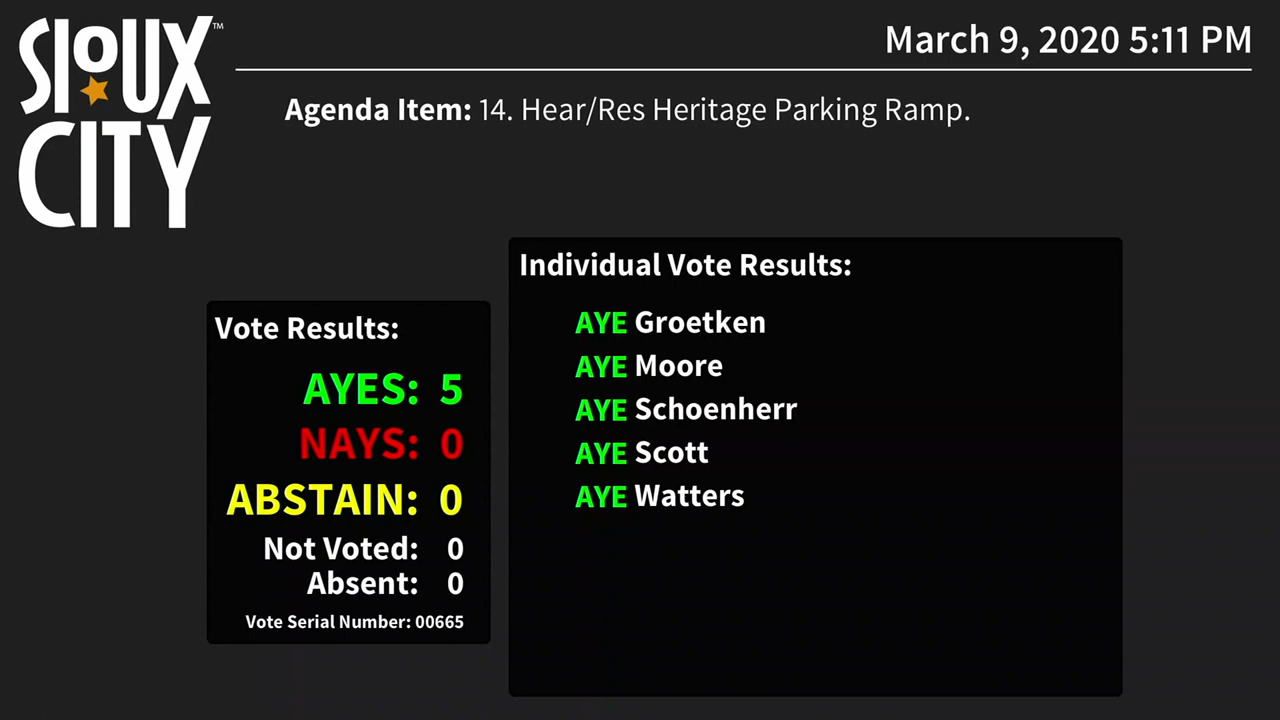 SIOUX
CITY
™
March 9, 2020 5:11 PM
Agenda Item: 14. Hear/Res Heritage Parking Ramp.
Vote Results:
AYES: 5
NAYS: 0
ABSTAIN: 0
Not Voted: 0
Absent: 0
Vote Serial Number: 00665
Individual Vote Results:
AYE Groetken
AYE Moore
AYE Schoenherr
AYE Scott
AYE Watters